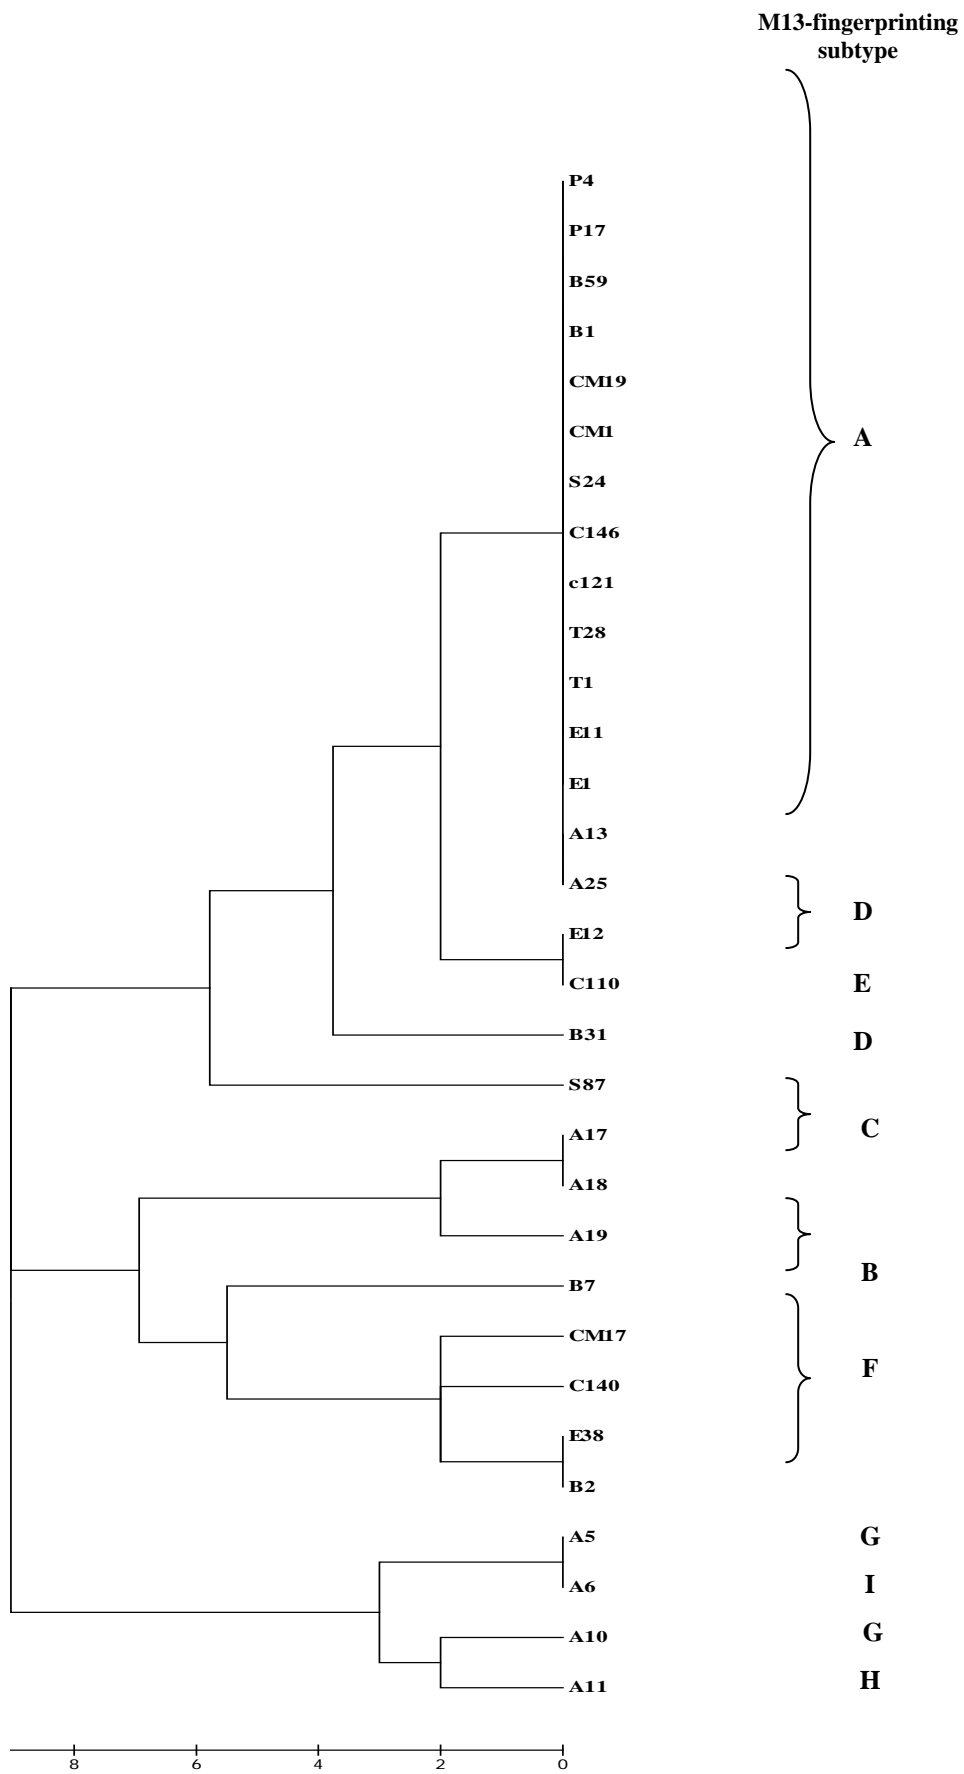 M13-fingerprinting
subtype
P4
P17
B59
B1
CM19
CM1 A
S24
C146
c121
T28
T1
E11
E1
A13
A25
D
E12
C110 E
B31 D
S87
C
A17
A18
A19
B
B7
CM17
F
C140
E38
B2
A5 G
A6 I
A10 G
A11 H
8 6 4 2 0